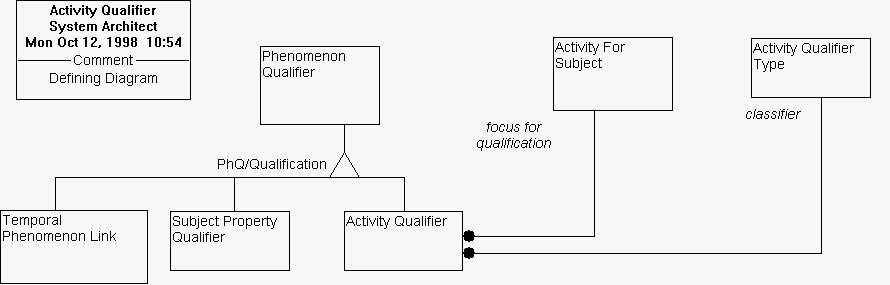 Activity Qualifier
System Architect
Mon Oct 12, 1998 10:54
Comment
Defining Diagram
Phenomenon
Qualifier
Activity For
Subject
Activity Qualifier
Type
focus for
qualification
classifier
PhQ/Qualification
Temporal
Phenomenon Link
Subject Property
Qualifier
Activity Qualifier